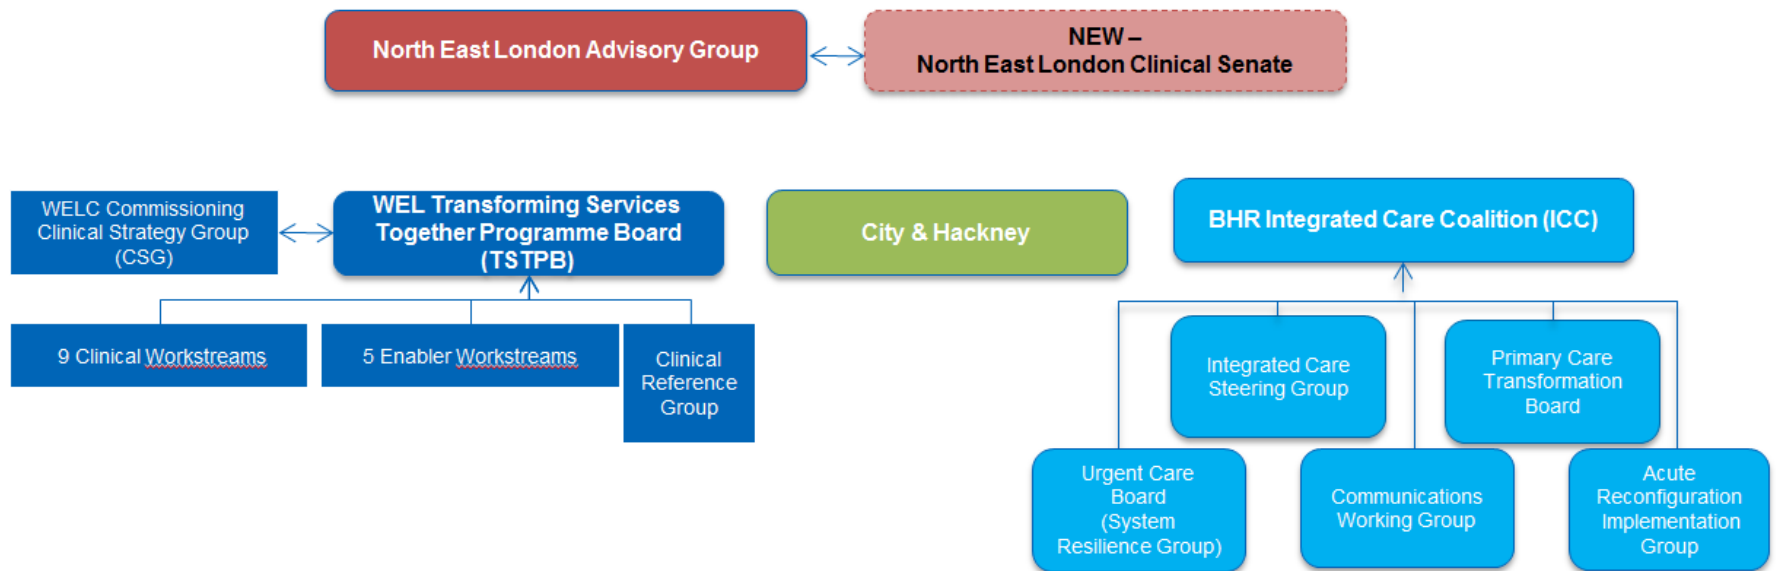 North East London Advisory Group
NEW –
North East London Clinical Senate
WELC Commissioning
Clinical Strategy Group
(CSG)
WEL Transforming Services
Together Programme Board
(TSTPB)
City & Hackney
BHR Integrated Care Coalition (ICC)
9 Clinical Workstreams
5 Enabler Workstreams
Clinical
Reference
Group
Integrated Care
Steering Group
Primary Care
Transformation
Board
Urgent Care
Board
(System
Resilience Group)
Communications
Working Group
Acute
Reconfiguration
Implementation
Group